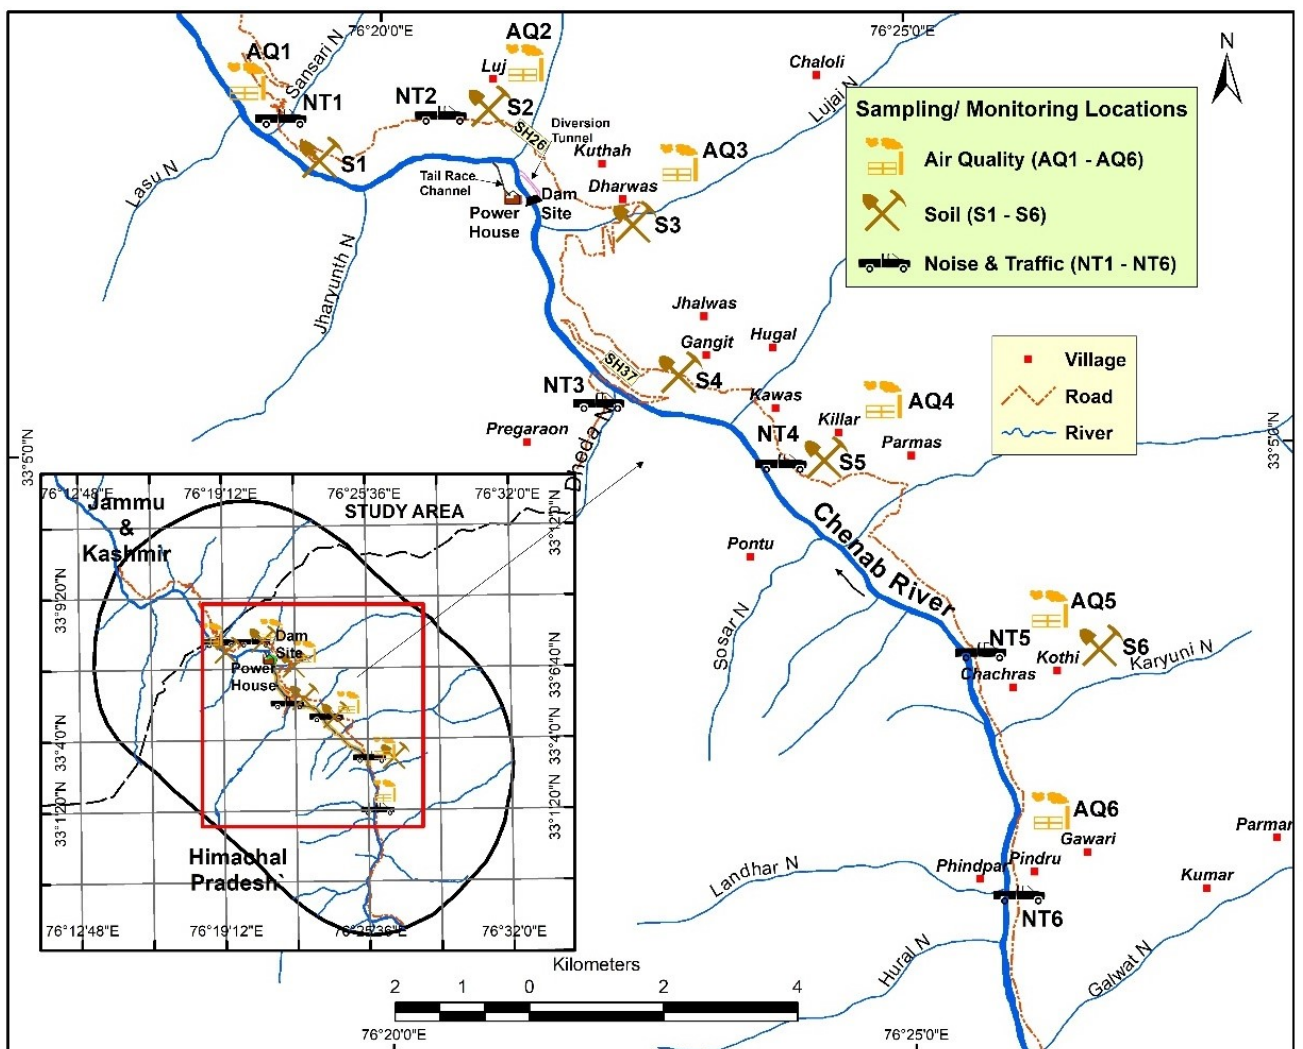 76°20'0"E
76°25'0"E
AQ1
Sansari N
AQ2
Luj
Chaloli
N
NT1
NT2
S2
Lujai N
SH26
Diversion
Tunnel
Kuthah
AQ3
S1
Lasu N
Tail Race
Channel
Dharwas
Dam
Site
Power
House
S3
Sampling/ Monitoring Locations
Air Quality (AQ1 - AQ6)
Soil (S1 - S6)
Noise & Traffic (NT1 - NT6)
Jharyunth N
Jhalwas
Gangit
Hugal
SH37
S4
NT3
Kawas
AQ4
Village
Road
River
Pregaraon
Dheda N
Killar
NT4
S5
Parmas
33°5'0"N
33°5'0"N
Chenab River
Pontu
Sosar N
AQ5
NT5
S6
Kothi
Karyuni N
Chachras
AQ6
Gawari
Parmar
Phindpar
Pindru
Kumar
Landhar N
NT6
Hural N
Galwat N
76°12'48"E
76°19'12"E
76°25'36"E
76°32'0"E
Jammu
&
Kashmir
STUDY AREA
33°12'0"N
33°9'20"N
Dam
Site
Power
House
33°6'40"N
33°4'0"N
33°4'0"N
33°1'20"N
33°1'20"N
Himachal
Pradesh`
76°12'48"E
76°19'12"E
76°25'36"E
76°32'0"E
Kilometers
2
1
0
2
4
76°20'0"E
76°25'0"E